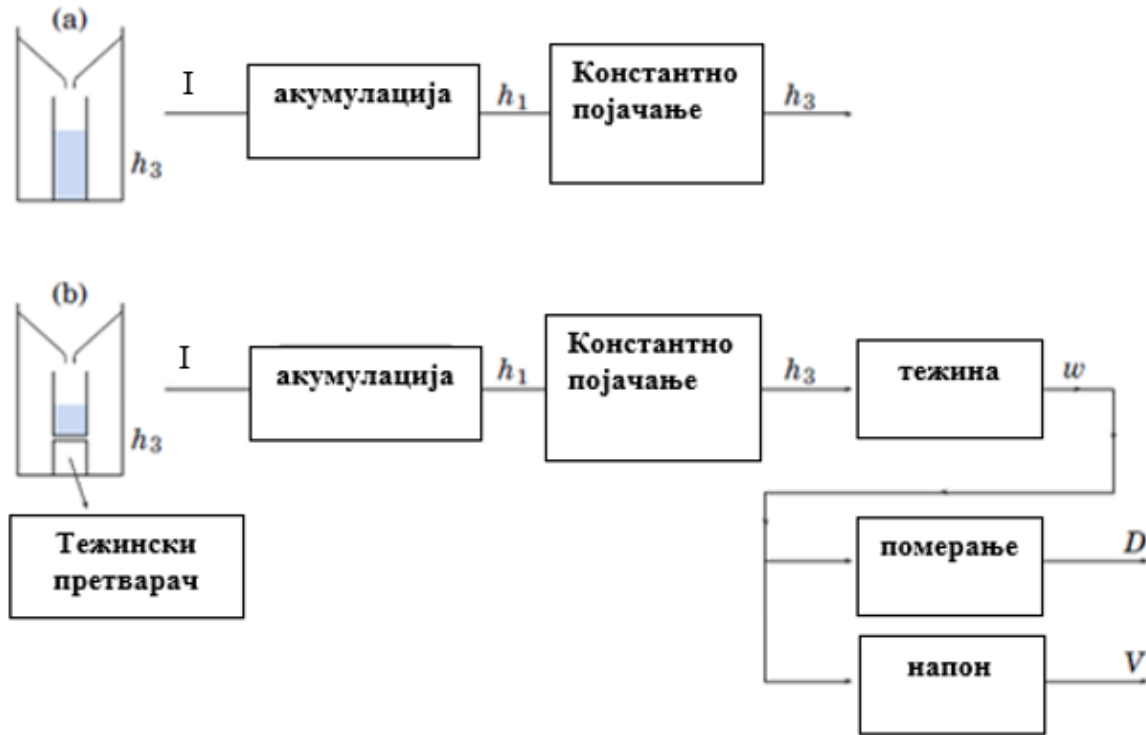 (a)
I
акумулација
h₁
Константно
појачање
h₃
h₃
(b)
I
акумулација
h₁
Константно
појачање
h₃
тежина
w
h₃
Тежински
претварач
померање
D
напон
V